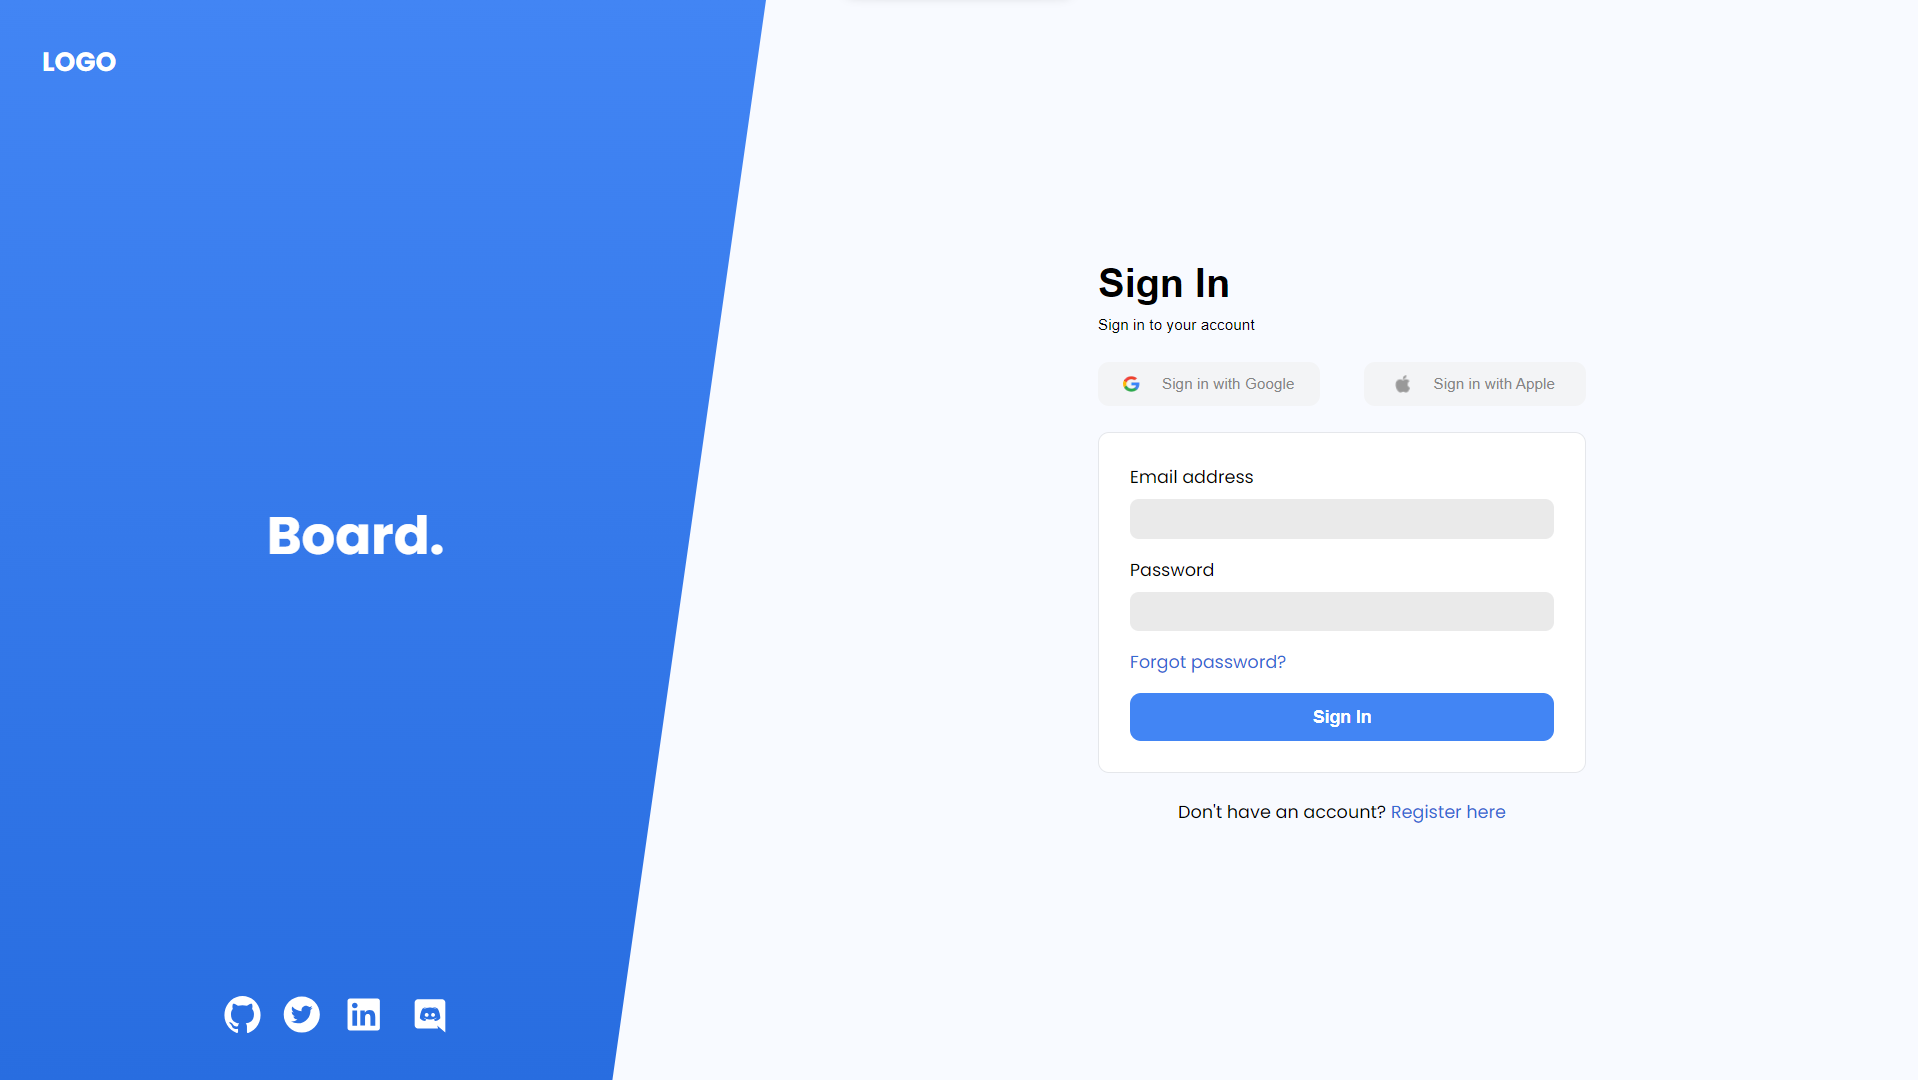 LOGO
Board.
Sign In
Sign in to your account
Sign in with Google
Sign in with Apple
Email address
Password
Forgot password?
Sign In
Don't have an account? Register here